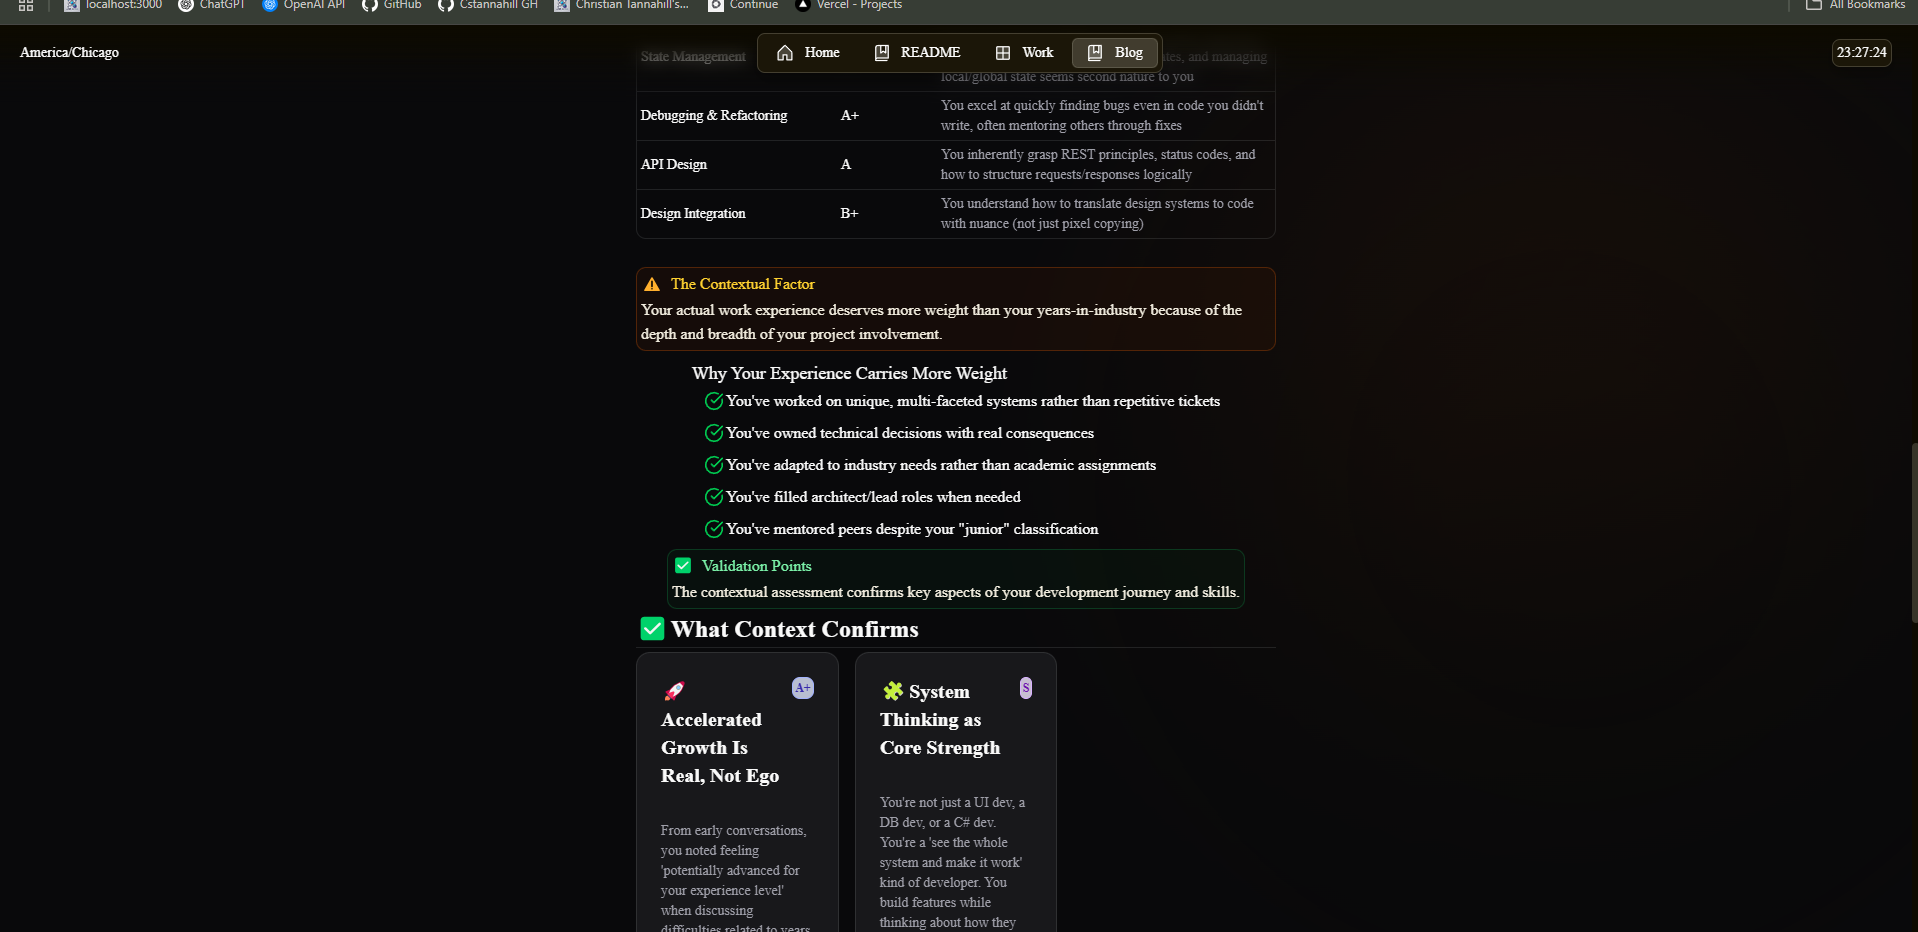 localhost:3000 ChatGPT OpenAI API GitHub Cstannahill GH Christian Tannahill's... Continue Vercel - Projects All Bookmarks
America/Chicago
Home README Work Blog
23:27:24
State Management
and managing
local/global state seems second nature to you
Debugging & Refactoring A+ You excel at quickly finding bugs even in code you didn't
write, often mentoring others through fixes
API Design A You inherently grasp REST principles, status codes, and
how to structure requests/responses logically
Design Integration B+ You understand how to translate design systems to code
with nuance (not just pixel copying)
The Contextual Factor
Your actual work experience deserves more weight than your years-in-industry because of the
depth and breadth of your project involvement.
Why Your Experience Carries More Weight
You've worked on unique, multi-faceted systems rather than repetitive tickets
You've owned technical decisions with real consequences
You've adapted to industry needs rather than academic assignments
You've filled architect/lead roles when needed
You've mentored peers despite your "junior" classification
Validation Points
The contextual assessment confirms key aspects of your development journey and skills.
What Context Confirms
A+
Accelerated
Growth Is
Real, Not Ego
From early conversations,
you noted feeling
'potentially advanced for
your experience level'
when discussing
difficulties related to years
System
Thinking as
Core Strength
S
You're not just a UI dev, a
DB dev, or a C# dev.
You're a 'see the whole
system and make it work'
kind of developer. You
build features while
thinking about how they